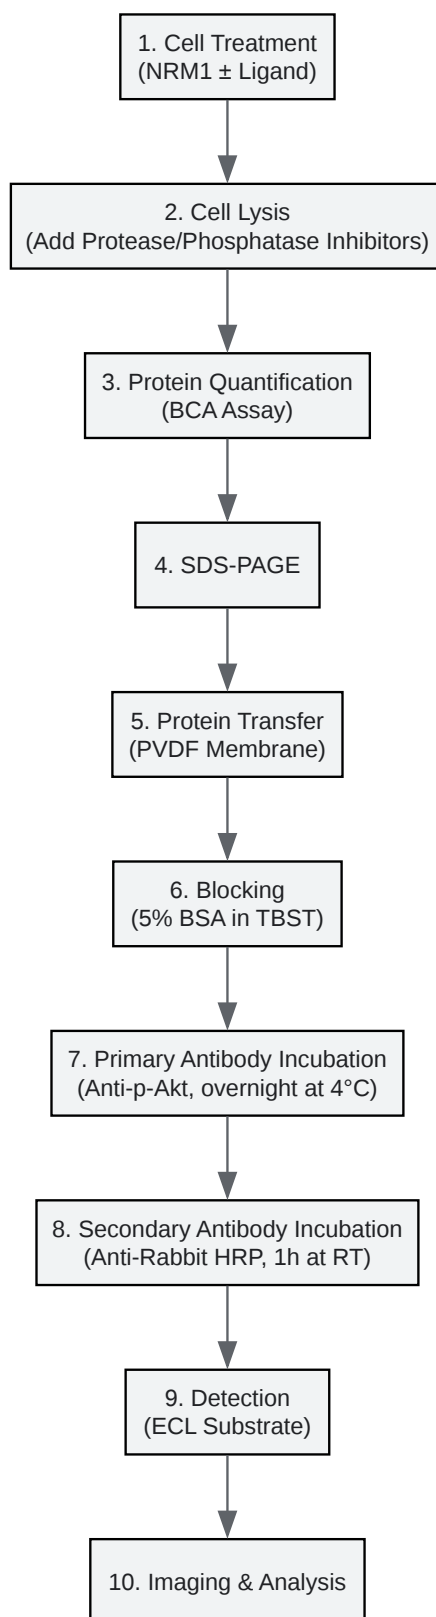 1. Cell Treatment
(NRM1 ± Ligand)
2. Cell Lysis
(Add Protease/Phosphatase Inhibitors)
3. Protein Quantification
(BCA Assay)
4. SDS-PAGE
5. Protein Transfer
(PVDF Membrane)
6. Blocking
(5% BSA in TBST)
7. Primary Antibody Incubation
(Anti-p-Akt, overnight at 4°C)
8. Secondary Antibody Incubation
(Anti-Rabbit HRP, 1h at RT)
9. Detection
(ECL Substrate)
10. Imaging & Analysis